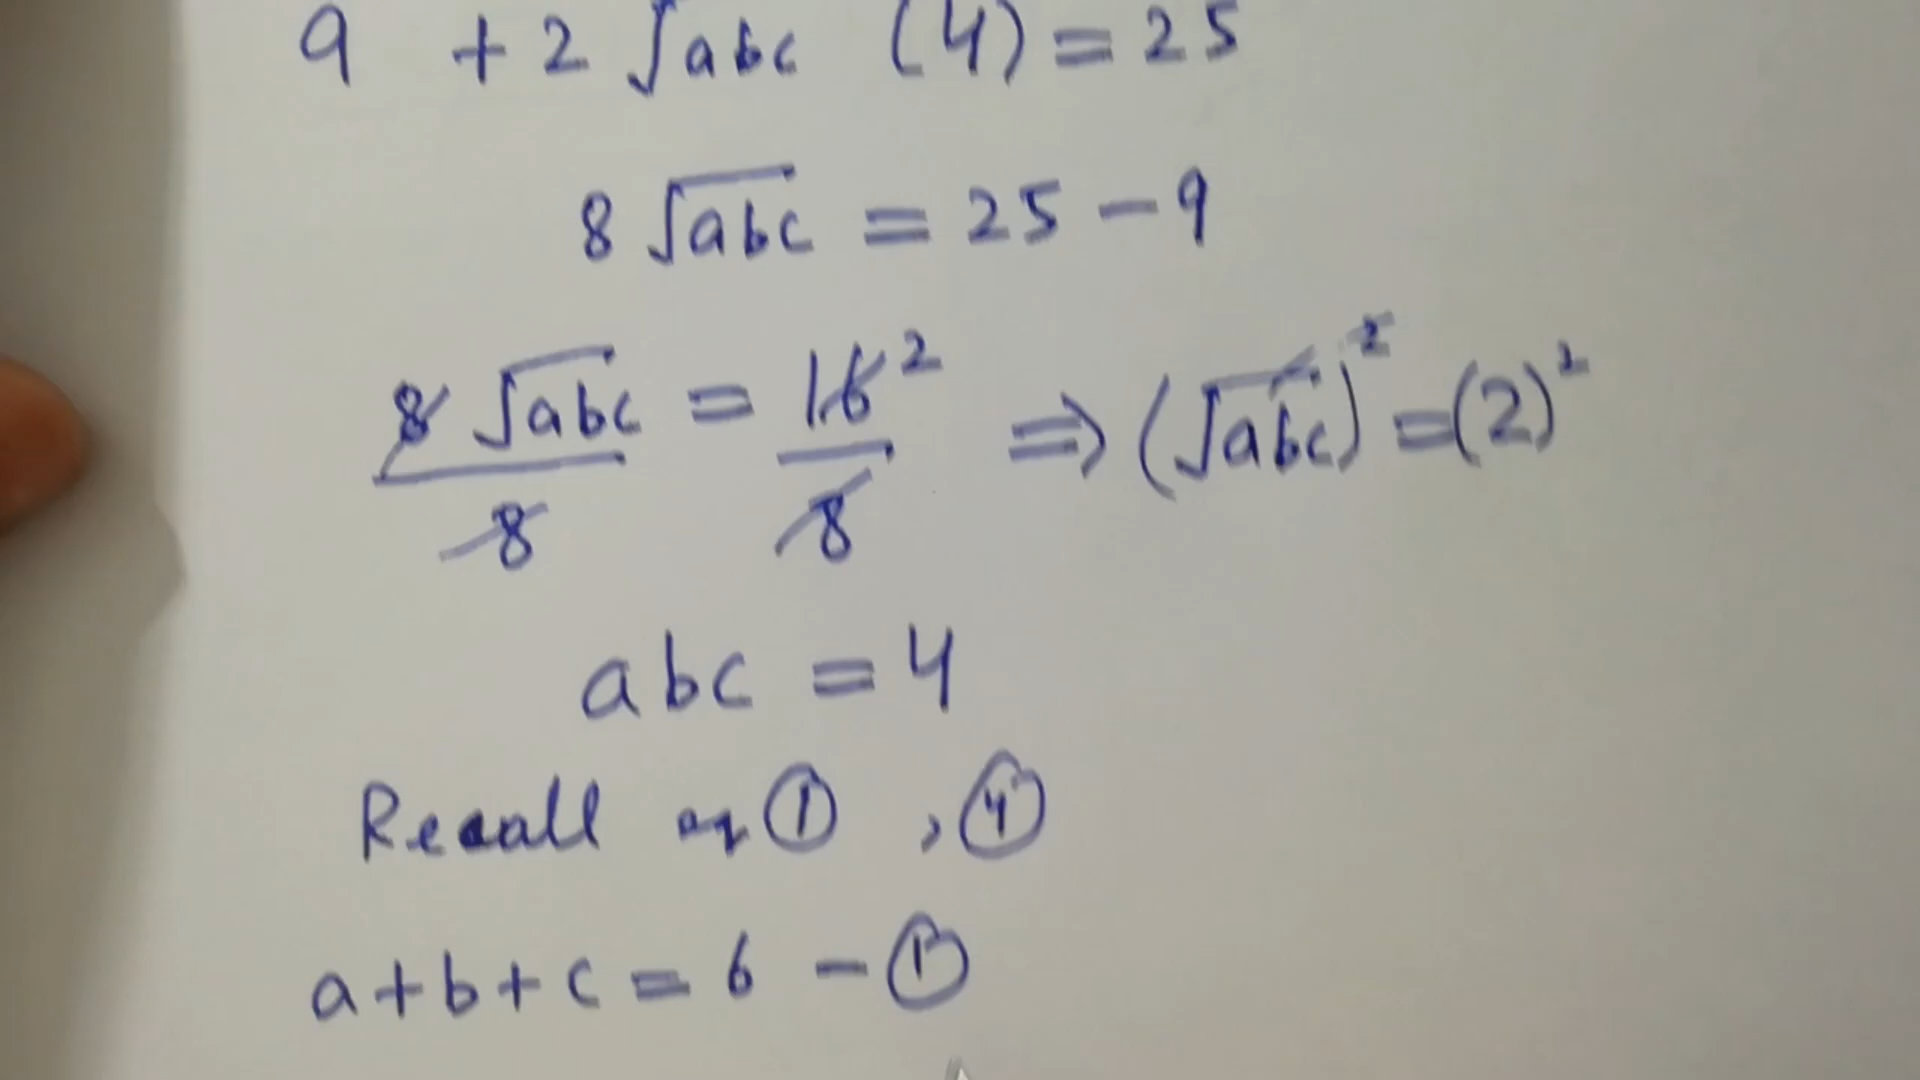 9 + 2 √abc (4) = 25
8 √abc = 25 - 9
8 √abc / 8 = 16 2 / 8 ⇒ (√abc)² = (2)²
abc = 4
Recall eq ① , ④
a + b + c = 6 - ①